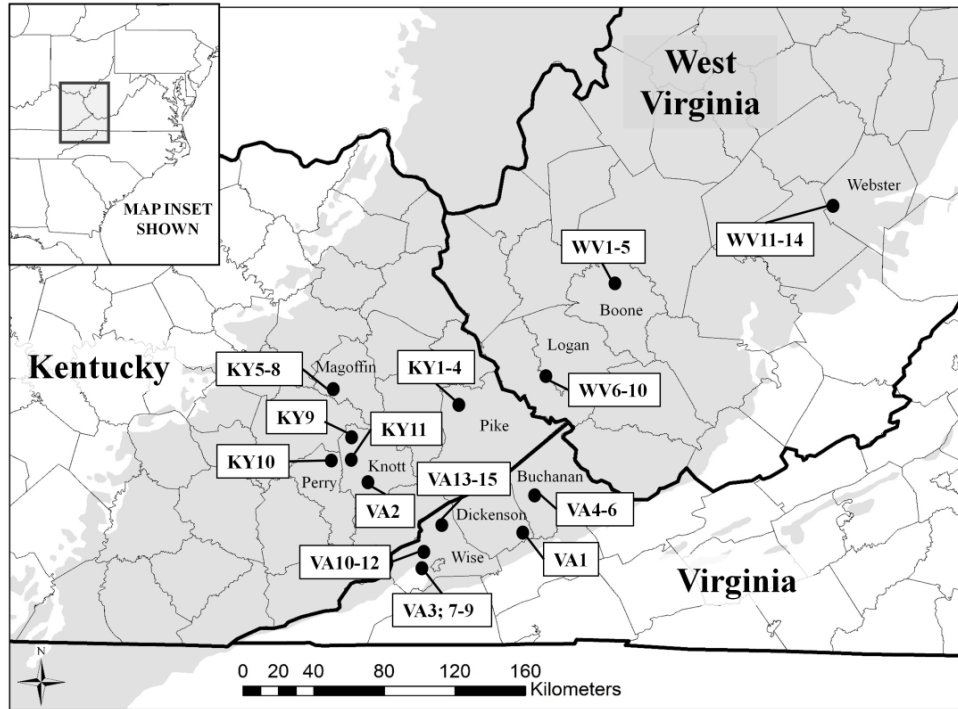 MAP INSET
SHOWN
West
Virginia
Webster
WV11-14
WV1-5
Boone
Logan
WV6-10
Kentucky
Magoffin
KY5-8
KY1-4
KY9
KY11
Pike
KY10
Perry
Knott
VA2
VA13-15
Buchanan
VA4-6
Dickenson
VA1
VA10-12
Wise
VA3; 7-9
Virginia
N
0 10 20 40 80 120 160
Kilometers